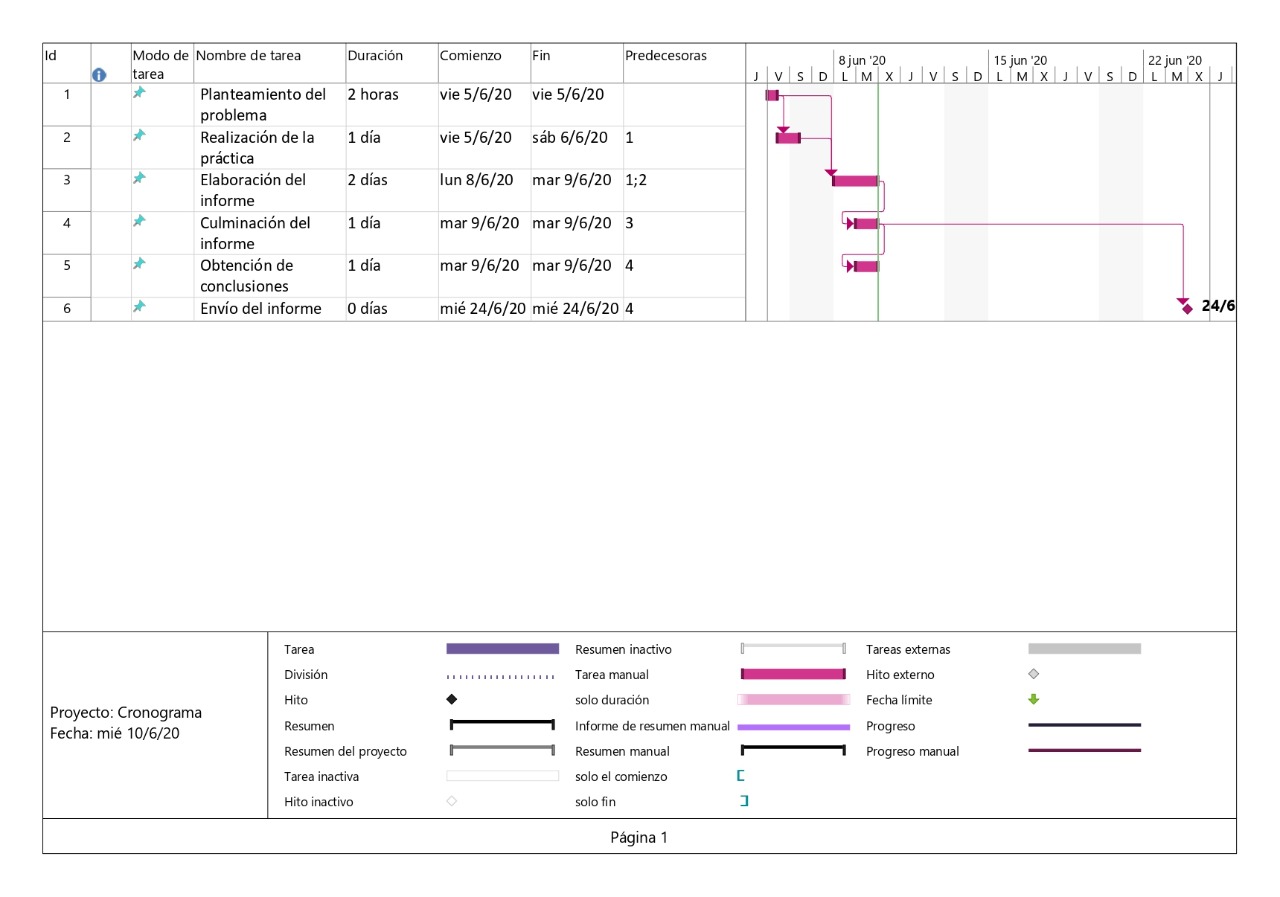 Id Modo de tarea Nombre de tarea Duración Comienzo Fin Predecesoras
8 jun '20 15 jun '20 22 jun '20
J V S D L M X J V S D L M X J V S D L M X J
1 Planteamiento del problema 2 horas vie 5/6/20 vie 5/6/20
2 Realización de la práctica 1 día vie 5/6/20 sáb 6/6/20 1
3 Elaboración del informe 2 días lun 8/6/20 mar 9/6/20 1;2
4 Culminación del informe 1 día mar 9/6/20 mar 9/6/20 3
5 Obtención de conclusiones 1 día mar 9/6/20 mar 9/6/20 4
6 Envío del informe 0 días mié 24/6/20 mié 24/6/20 4
24/6
Proyecto: Cronograma
Fecha: mié 10/6/20
Tarea
División
Hito
Resumen
Resumen del proyecto
Tarea inactiva
Hito inactivo
Resumen inactivo
Tarea manual
solo duración
Informe de resumen manual
Resumen manual
solo el comienzo
solo fin
Tareas externas
Hito externo
Fecha límite
Progreso
Progreso manual
Página 1